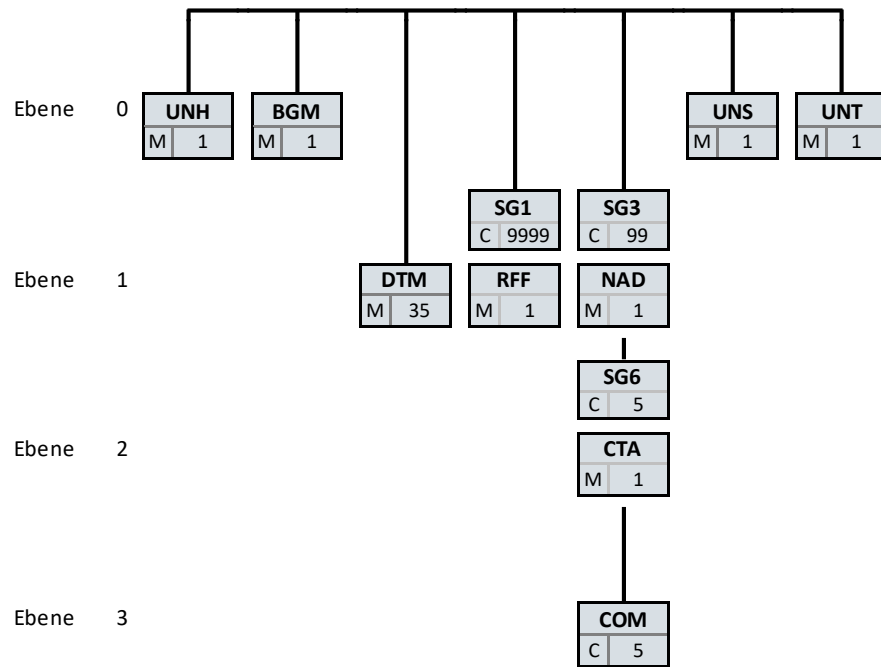 Ebene 0 UNH BGM UNS UNT
M 1 M 1 M 1 M 1
SG1 SG3
C 9999 C 99
Ebene 1 DTM RFF NAD
M 35 M 1 M 1
SG6
C 5
Ebene 2 CTA
M 1
Ebene 3 COM
C 5